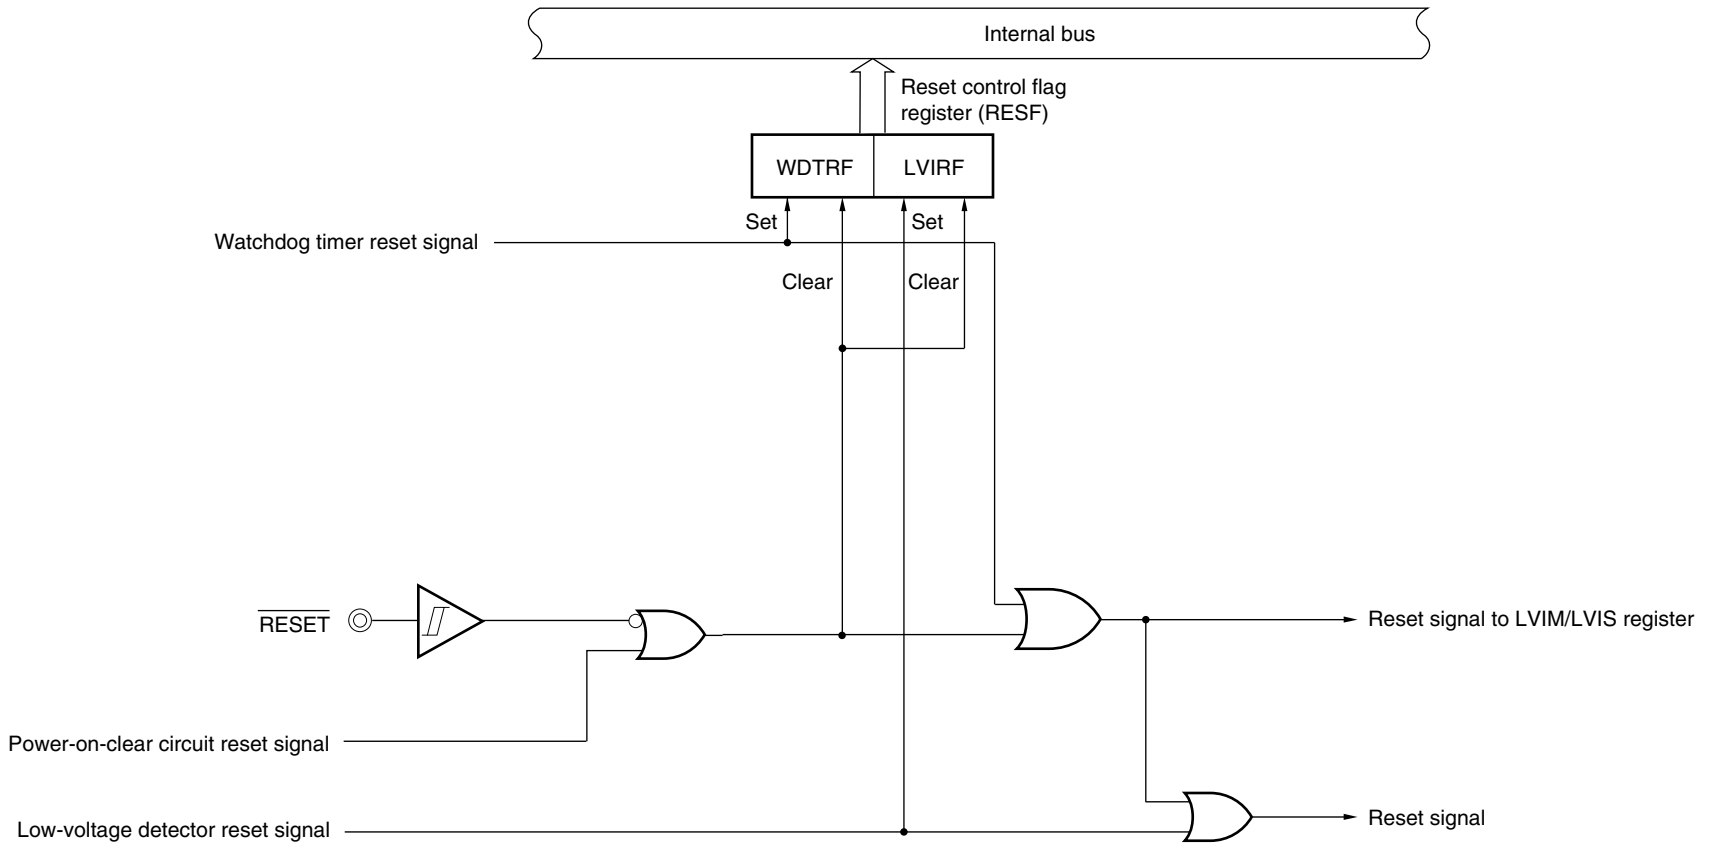 Internal bus
Reset control flag
register (RESF)
WDTRF
LVIRF
Set
Set
Watchdog timer reset signal
Clear
Clear
RESET
Reset signal to LVIM/LVIS register
Power-on-clear circuit reset signal
Low-voltage detector reset signal
Reset signal